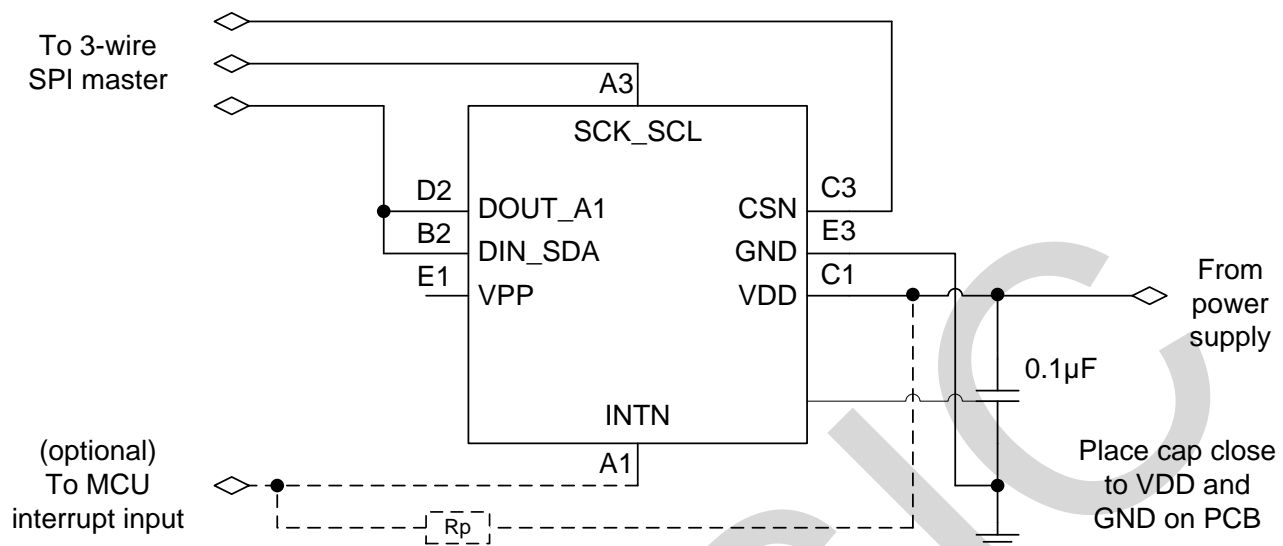 To 3-wire
SPI master
A3
SCK_SCL
D2
DOUT_A1
CSN
C3
B2
DIN_SDA
GND
E3
E1
VPP
VDD
C1
From
power
supply
0.1µF
INTN
A1
(optional)
To MCU
interrupt input
Rp
Place cap close
to VDD and
GND on PCB